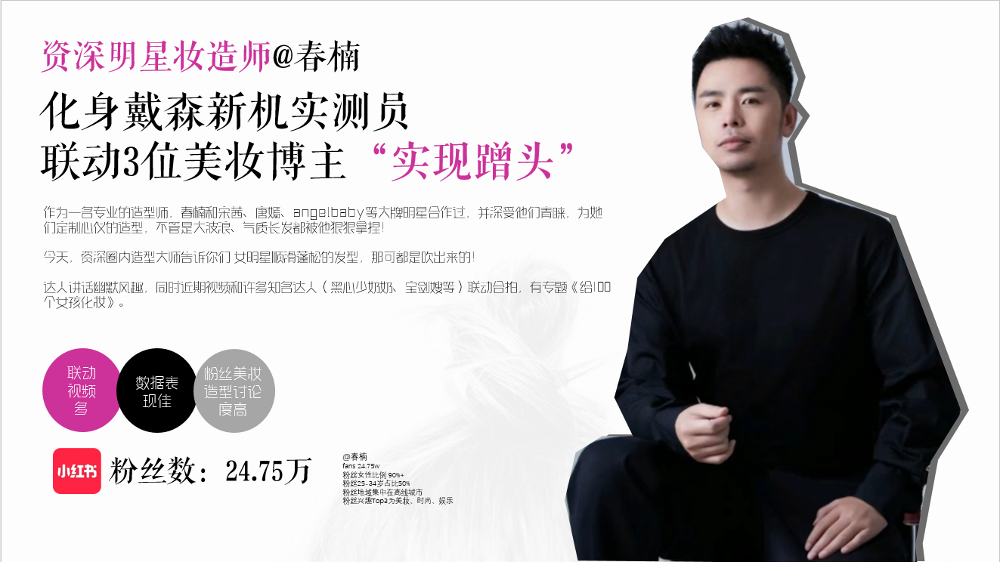 资深明星妆造师@春楠
化身戴森新机实测员
联动3位美妆博主“实现蹭头”
作为一名专业的造型师，春楠和宋茜、唐嫣、angelbaby等大牌明星合作过，并深受他们青睐，为她
们定制心仪的造型，不管是大波浪、气质长发都被他狠狠拿捏！
今天，资深圈内造型大师告诉你们 女明星顺滑蓬松的发型，那可都是吹出来的！
达人讲话幽默风趣，同时近期视频和许多知名达人（黑心少奶奶、宝剑嫂等）联动合拍，有专题《给100
个女孩化妆》。
联动
视频
多
数据表
现佳
粉丝美妆
造型讨论
度高
小红书
粉丝数：24.75万
@春楠
fans 24.75w
粉丝女性比例 90%+
粉丝25-34岁占比50%
粉丝地域集中在高线城市
粉丝兴趣Top3为美妆、时尚、娱乐